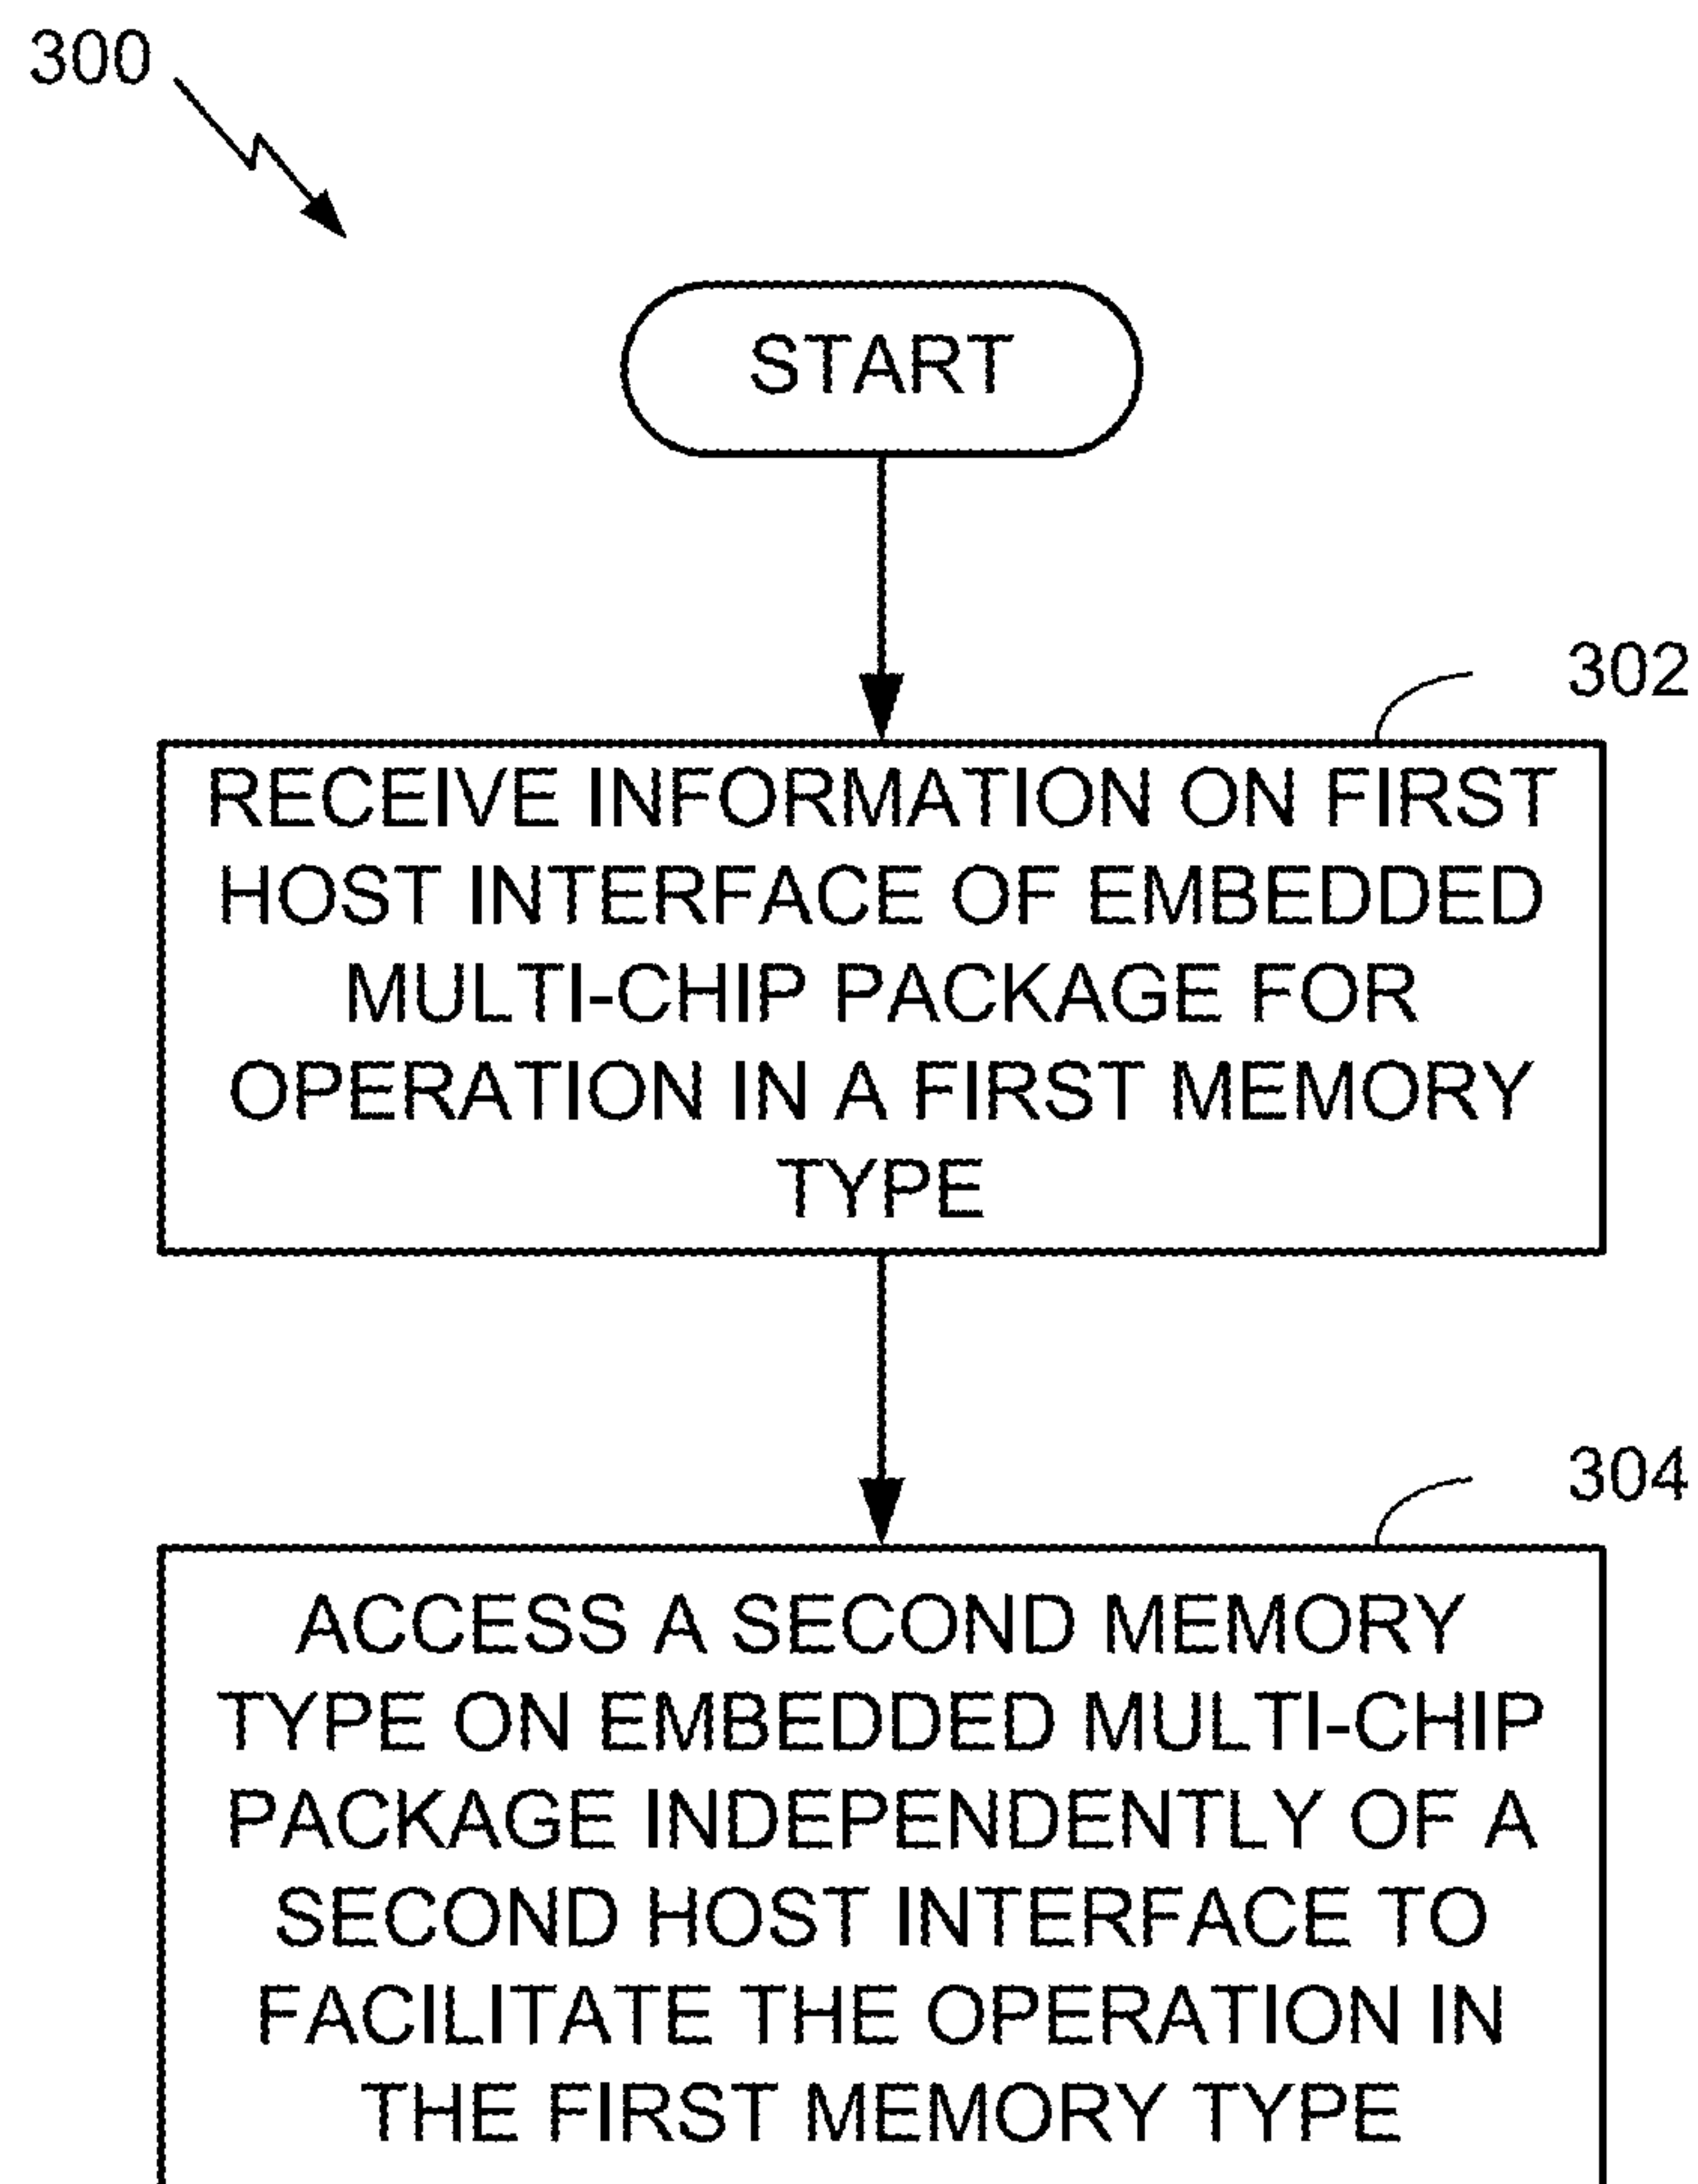 300
START
302
RECEIVE INFORMATION ON FIRST
HOST INTERFACE OF EMBEDDED
MULTI-CHIP PACKAGE FOR
OPERATION IN A FIRST MEMORY
TYPE
304
ACCESS A SECOND MEMORY
TYPE ON EMBEDDED MULTI-CHIP
PACKAGE INDEPENDENTLY OF A
SECOND HOST INTERFACE TO
FACILITATE THE OPERATION IN
THE FIRST MEMORY TYPE